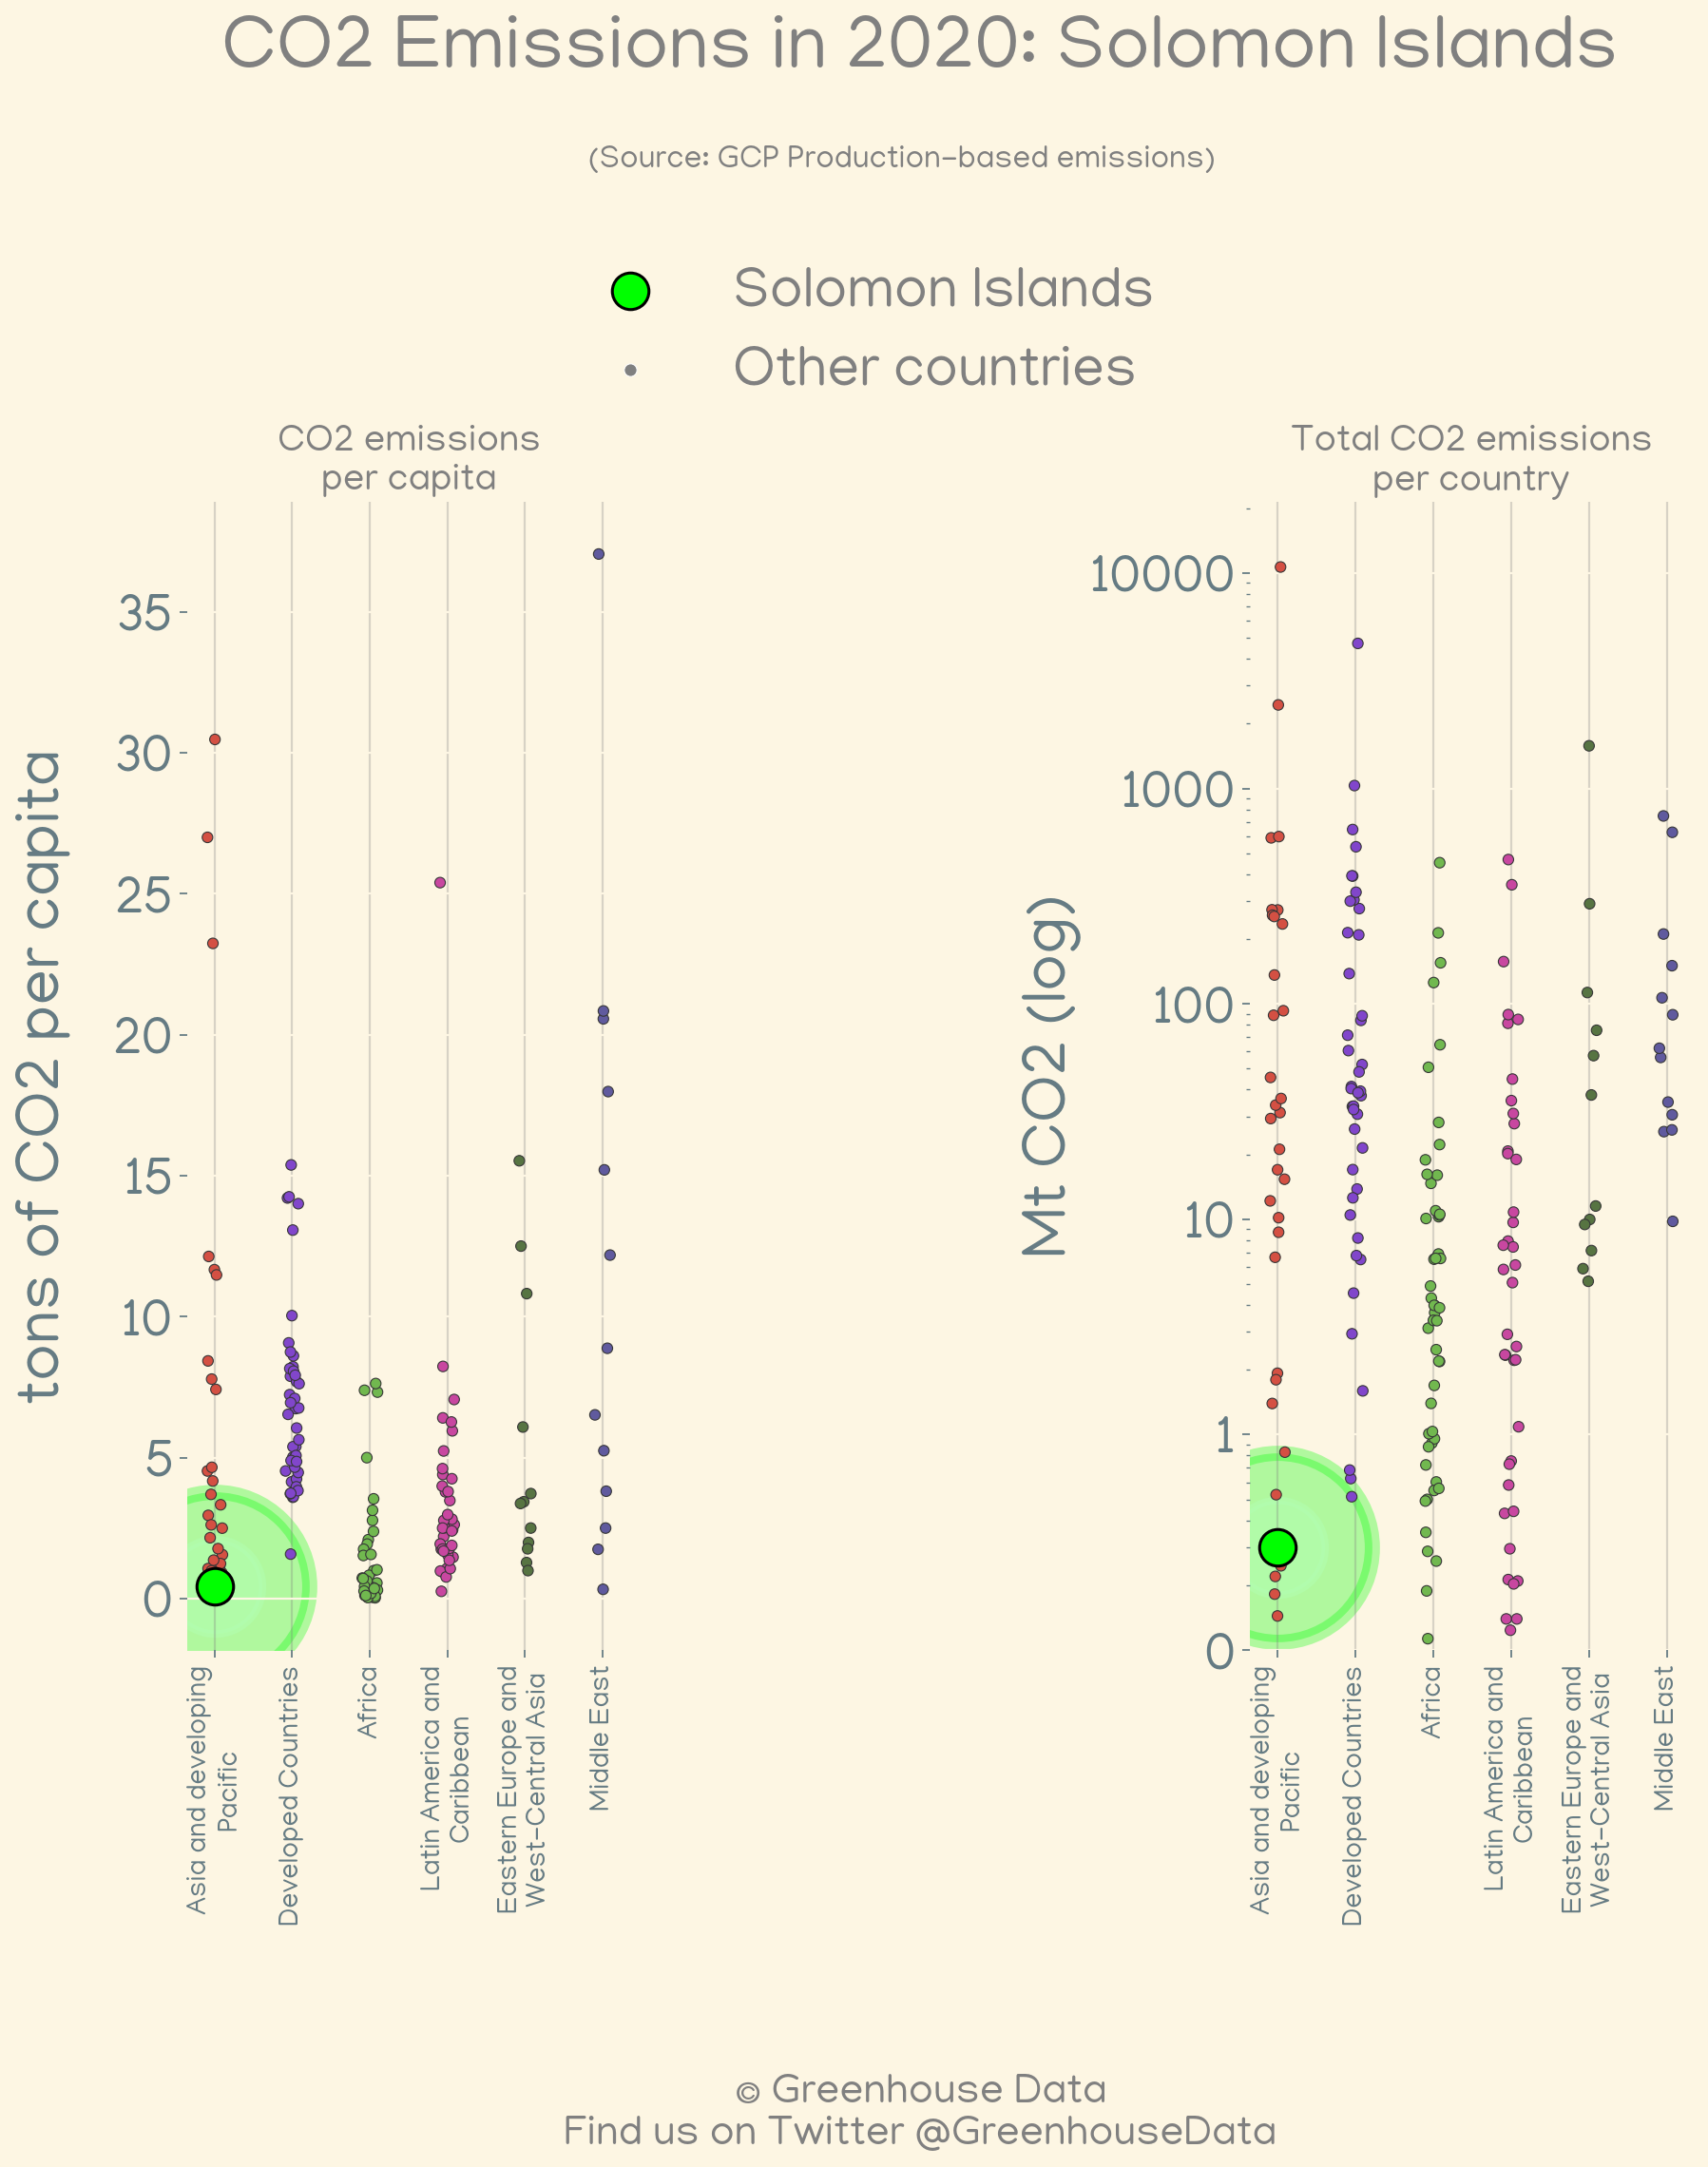 CO2 Emissions in 2020: Solomon Islands
(Source: GCP Production-based emissions)
Solomon Islands
Other countries
CO2 emissions
per capita
tons of CO2 per capita
35
30
25
20
15
10
5
0
Asia and developing
Pacific
Developed Countries
Africa
Latin America and
Caribbean
Eastern Europe and
West-Central Asia
Middle East
Total CO2 emissions
per country
Mt CO2 (log)
10000
1000
100
10
1
0
Asia and developing
Pacific
Developed Countries
Africa
Latin America and
Caribbean
Eastern Europe and
West-Central Asia
Middle East
© Greenhouse Data
Find us on Twitter @GreenhouseData